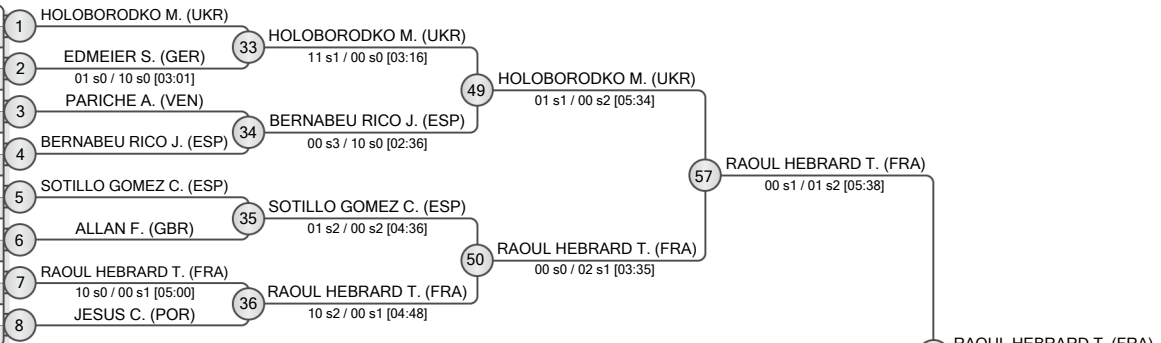 1 HOLOBORODKO M. (UKR)
33 HOLOBORODKO M. (UKR)
11 s1 / 00 s0 [03:16]
2 EDMEIER S. (GER)
01 s0 / 10 s0 [03:01]
49 HOLOBORODKO M. (UKR)
01 s1 / 00 s2 [05:34]
3 PARICHE A. (VEN)
34 BERNABEU RICO J. (ESP)
00 s3 / 10 s0 [02:36]
4 BERNABEU RICO J. (ESP)
57 RAOUL HEBRARD T. (FRA)
00 s1 / 01 s2 [05:38]
5 SOTILLO GOMEZ C. (ESP)
35 SOTILLO GOMEZ C. (ESP)
01 s2 / 00 s2 [04:36]
6 ALLAN F. (GBR)
50 RAOUL HEBRARD T. (FRA)
00 s0 / 02 s1 [03:35]
7 RAOUL HEBRARD T. (FRA)
10 s0 / 00 s1 [05:00]
36 RAOUL HEBRARD T. (FRA)
10 s2 / 00 s1 [04:48]
8 JESUS C. (POR)
RAOUL HEBRARD T. (FRA)